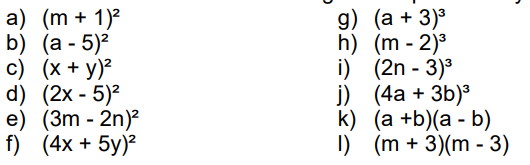 a) (m + 1)²
b) (a - 5)²
c) (x + y)²
d) (2x - 5)²
e) (3m - 2n)²
f) (4x + 5y)²
g) (a + 3)³
h) (m - 2)³
i) (2n - 3)³
j) (4a + 3b)³
k) (a +b)(a - b)
l) (m + 3)(m - 3)